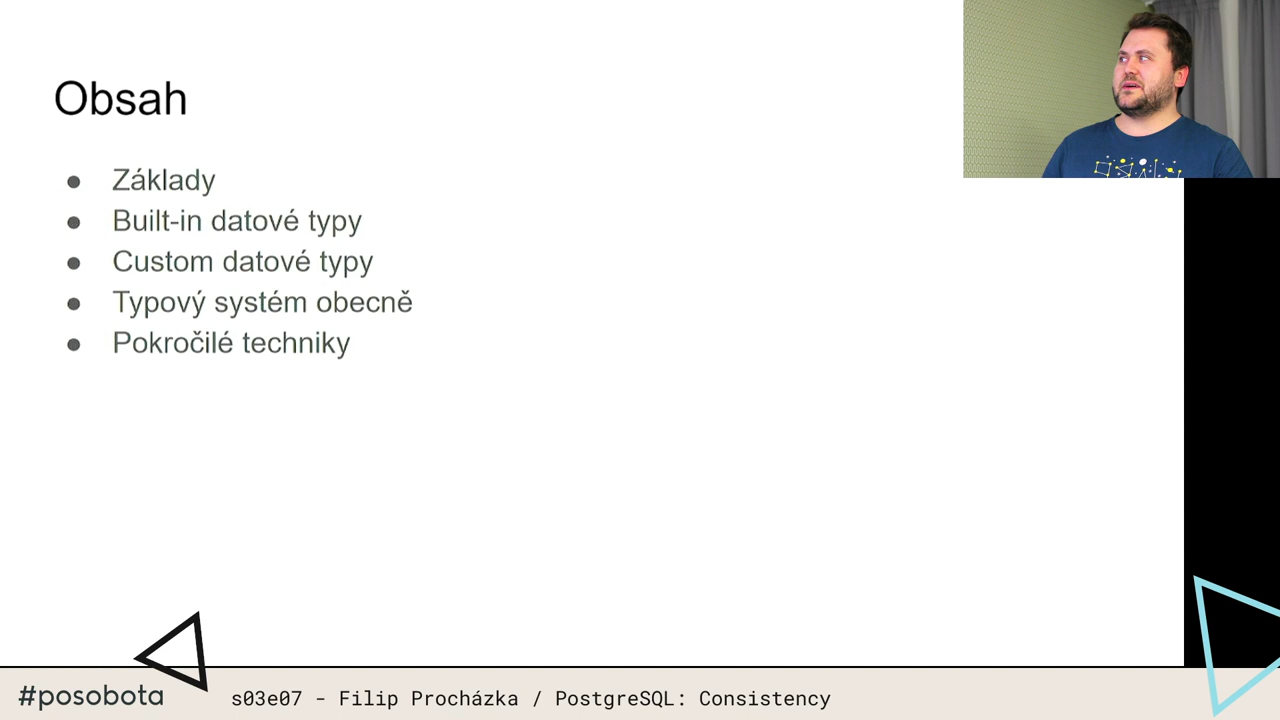 Obsah
● Základy
● Built-in datové typy
● Custom datové typy
● Typový systém obecně
● Pokročilé techniky
#posobota
s03e07 - Filip Procházka / PostgreSQL: Consistency